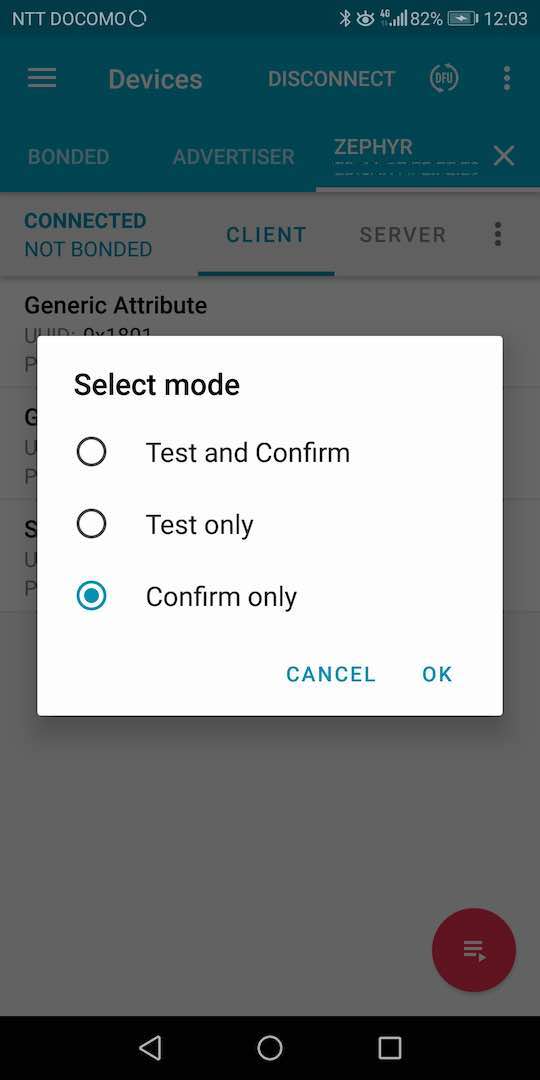 NTT DOCOMO 4G 82% 12:03
Devices DISCONNECT DFU
BONDED ADVERTISER ZEPHYR
CONNECTED
NOT BONDED
CLIENT SERVER
Generic Attribute
UUID: 0x1801
P
Select mode
G
U
Test and Confirm
P
Test only
S
U
P
Confirm only
CANCEL OK